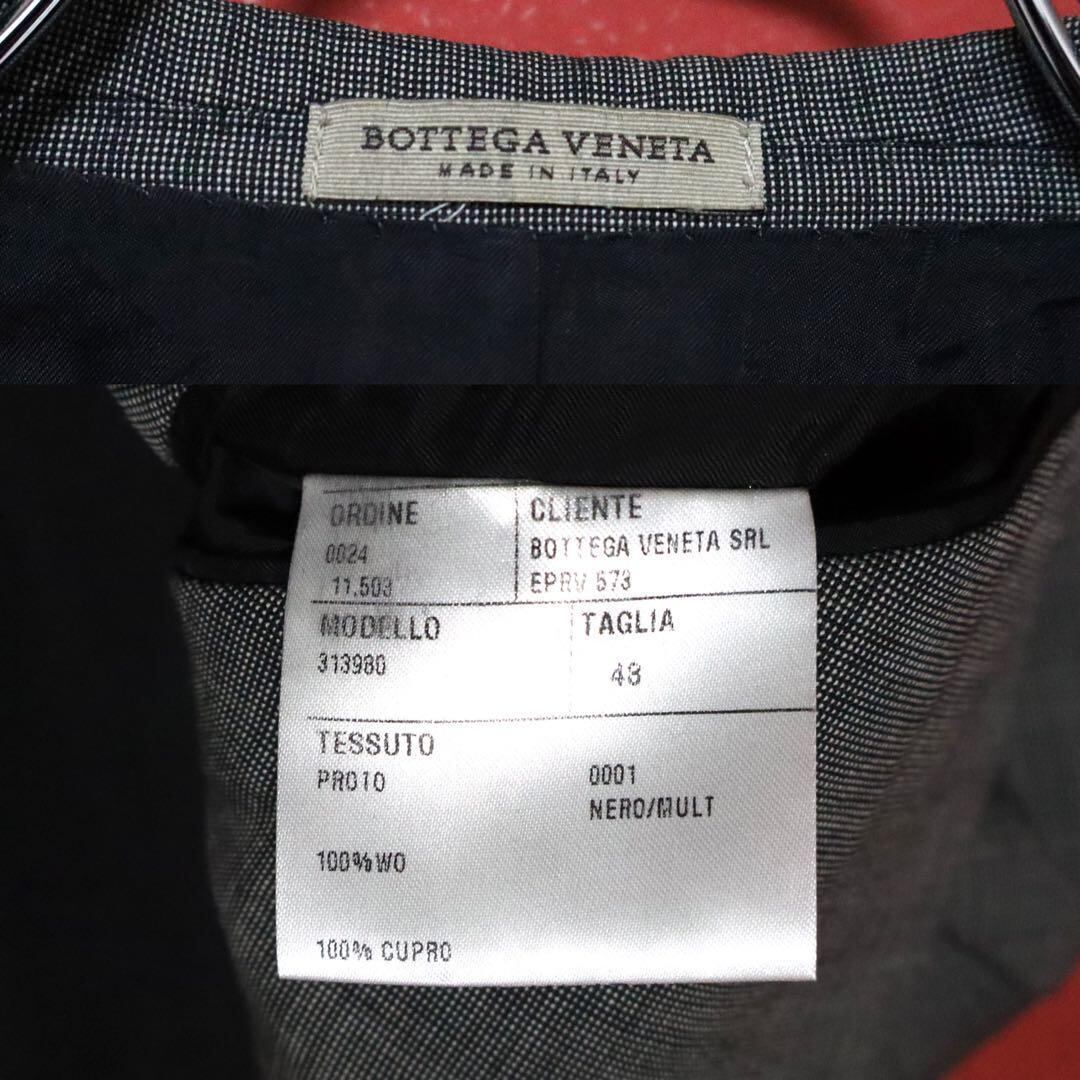 BOTTEGA VENETA
MADE IN ITALY
ORDINE
0024
11.503
CLIENTE
BOTTEGA VENETA SRL
EPRV 573
MODELLO
313980
TAGLIA
48
TESSUTO
PROTO
0001
NERO/MULT
100%WO
100% CUPRO